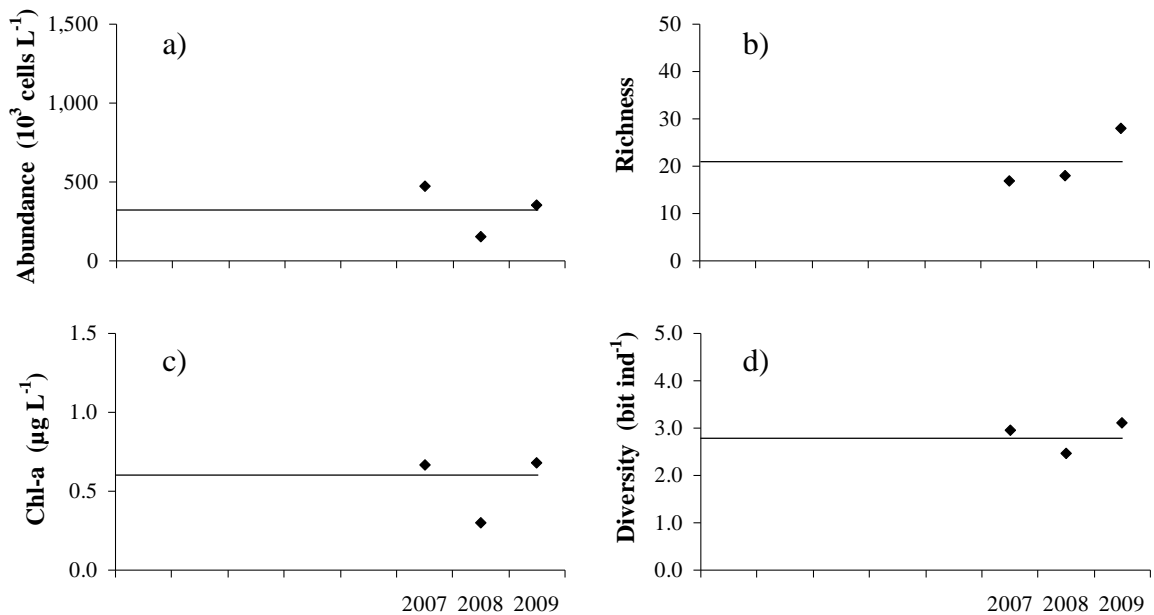 Abundance (10³ cells L⁻¹)
1,500
1,000
500
0
a)
Richness
50
40
30
20
10
0
b)
Chl-a (µg L⁻¹)
1.5
1.0
0.5
0.0
c)
2007 2008 2009
Diversity (bit ind⁻¹)
5.0
4.0
3.0
2.0
1.0
0.0
d)
2007 2008 2009